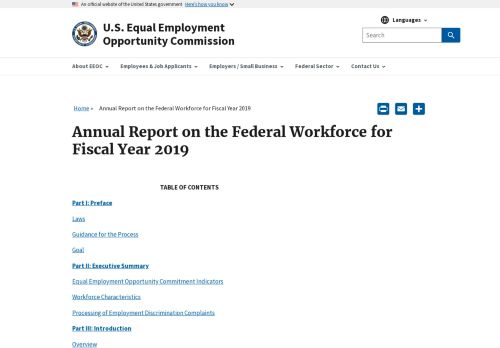 An official website of the United States government Here's how you know
Languages
U.S. Equal Employment
Opportunity Commission
Search
About EEOC
Employees & Job Applicants
Employers / Small Business
Federal Sector
Contact Us
Home » Annual Report on the Federal Workforce for Fiscal Year 2019
Annual Report on the Federal Workforce for
Fiscal Year 2019
TABLE OF CONTENTS
Part I: Preface
Laws
Guidance for the Process
Goal
Part II: Executive Summary
Equal Employment Opportunity Commitment Indicators
Workforce Characteristics
Processing of Employment Discrimination Complaints
Part III: Introduction
Overview